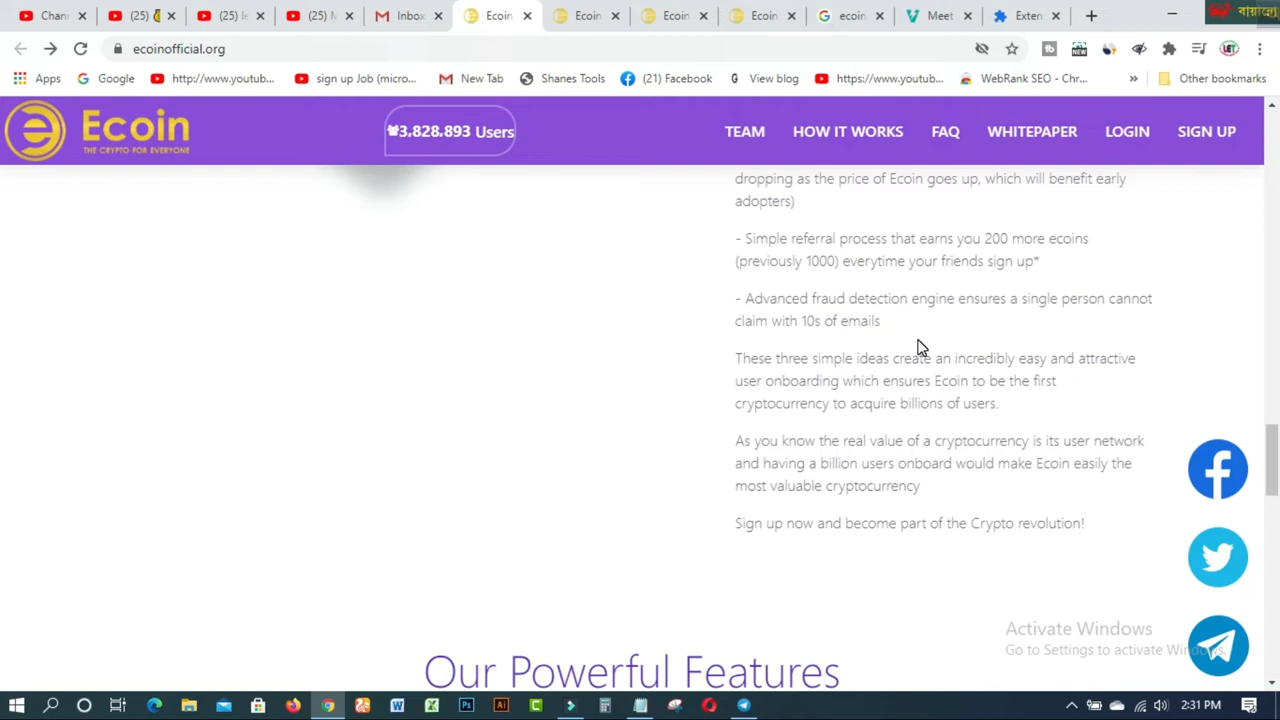 Chann
(25)
(25) le
(25) M
Inbox
Ecoin
Ecoin
Ecoin
Ecoin
ecoin
Meet
Exten
বায়ান্নো
ecoinofficial.org
NEW
Apps
Google
http://www.youtub...
sign up Job (micro...
New Tab
Shanes Tools
(21) Facebook
View blog
https://www.youtub...
WebRank SEO - Chr...
»
Other bookmarks
Ecoin
THE CRYPTO FOR EVERYONE
3,828,893 Users
TEAM
HOW IT WORKS
FAQ
WHITEPAPER
LOGIN
SIGN UP
dropping as the price of Ecoin goes up, which will benefit early
adopters)
- Simple referral process that earns you 200 more ecoins
(previously 1000) everytime your friends sign up*
- Advanced fraud detection engine ensures a single person cannot
claim with 10s of emails
These three simple ideas create an incredibly easy and attractive
user onboarding which ensures Ecoin to be the first
cryptocurrency to acquire billions of users.
As you know the real value of a cryptocurrency is its user network
and having a billion users onboard would make Ecoin easily the
most valuable cryptocurrency
Sign up now and become part of the Crypto revolution!
Our Powerful Features
Activate Windows
Go to Settings to activate Windows.
2:31 PM